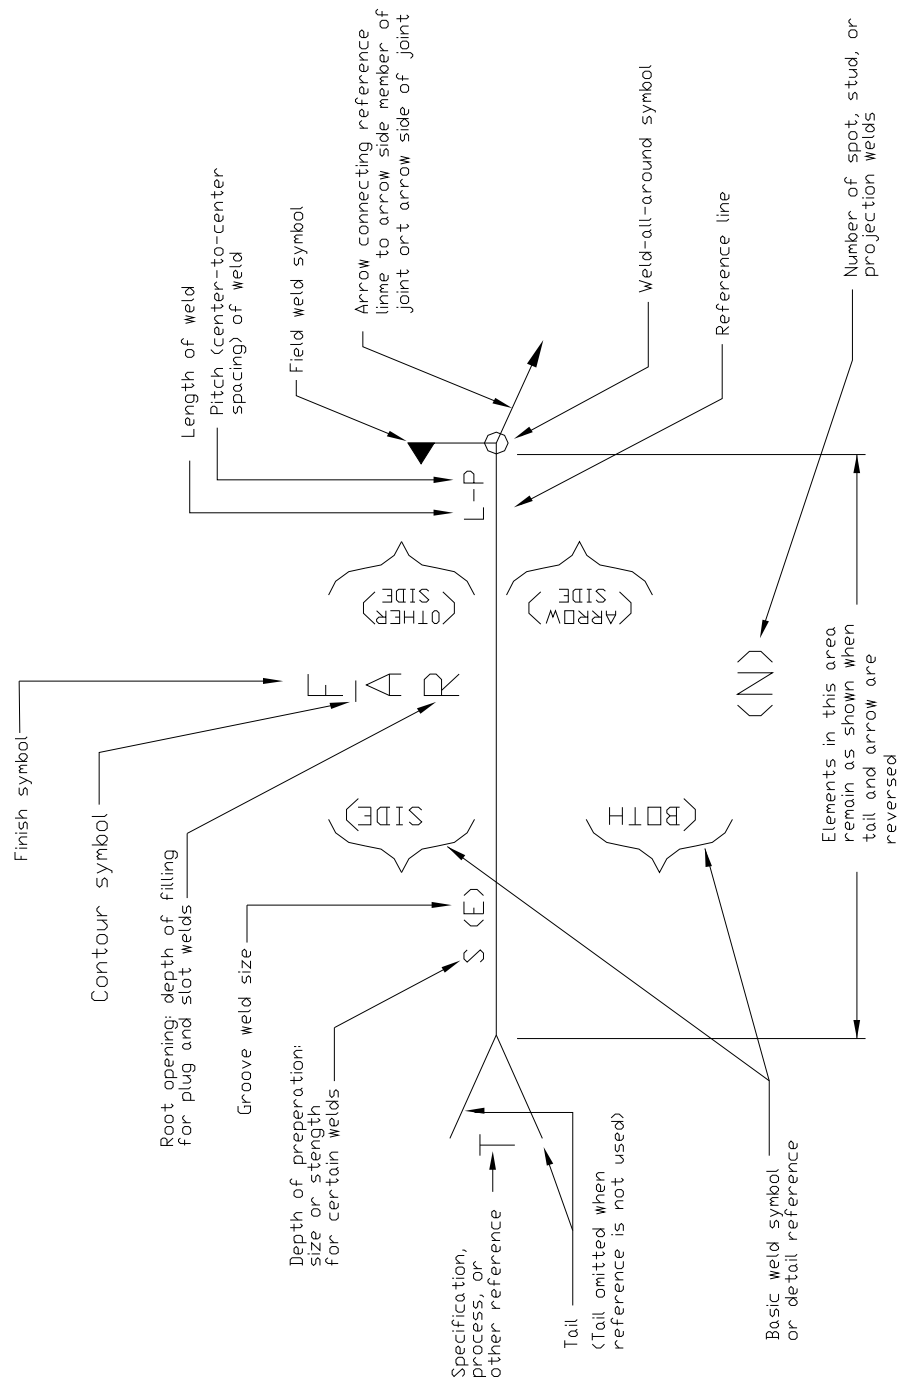 Finish symbol
Contour symbol
Root opening: depth of filling
for plug and slot welds
Groove weld size
Depth of preperation:
size or stength
for certain welds
Specification,
process, or
other reference
Tail
(Tail omitted when
reference is not used)
Basic weld symbol
or detail reference
Length of weld
Pitch (center-to-center
spacing) of weld
Field weld symbol
Arrow connecting reference
linme to arrow side member of
joint ort arrow side of joint
Weld-all-around symbol
Reference line
Number of spot, stud, or
projection welds
Elements in this area
remain as shown when
tail and arrow are
reversed
F
A
R
T
S (E)
L-P
(N)
(OTHER
SIDE)
(ARROW
SIDE)
SIDE)
(BOTH